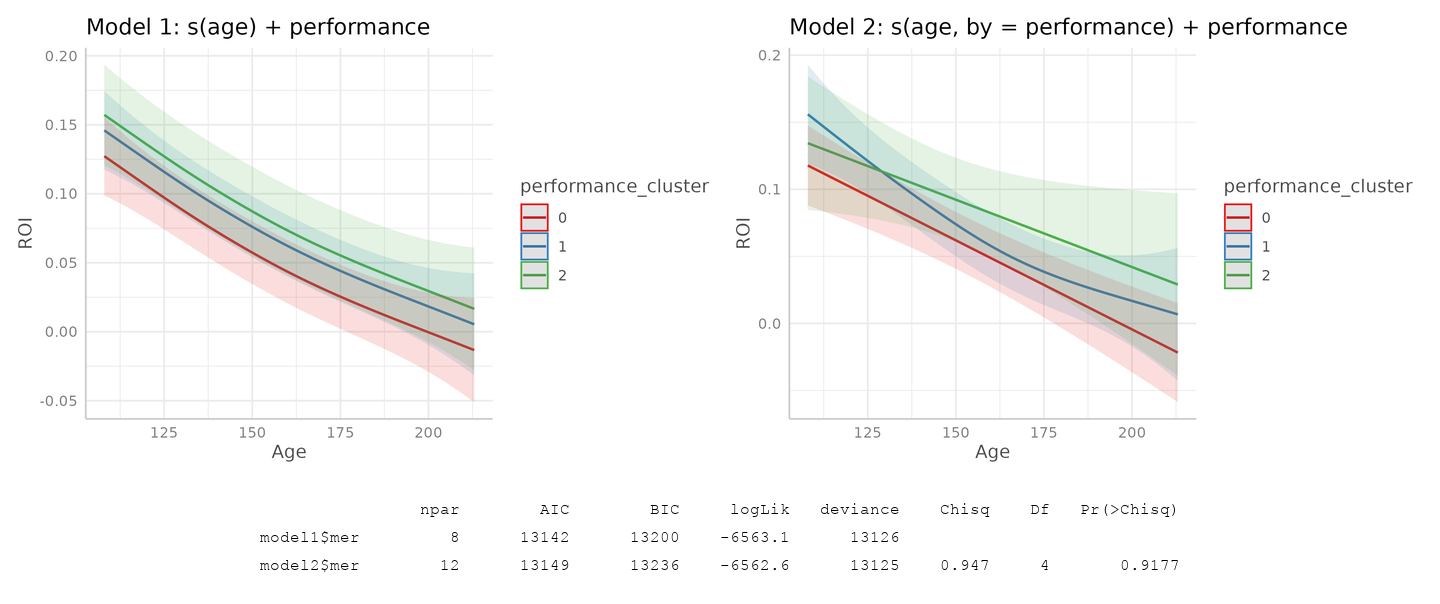 Model 1: s(age) + performance
0.20
0.15
0.10
0.05
0.00
-0.05
ROI
125 150 175 200
Age
performance_cluster
0
1
2
Model 2: s(age, by = performance) + performance
0.2
0.1
0.0
ROI
125 150 175 200
Age
performance_cluster
0
1
2
npar AIC BIC logLik deviance Chisq Df Pr(>Chisq)
model1$mer 8 13142 13200 -6563.1 13126
model2$mer 12 13149 13236 -6562.6 13125 0.947 4 0.9177